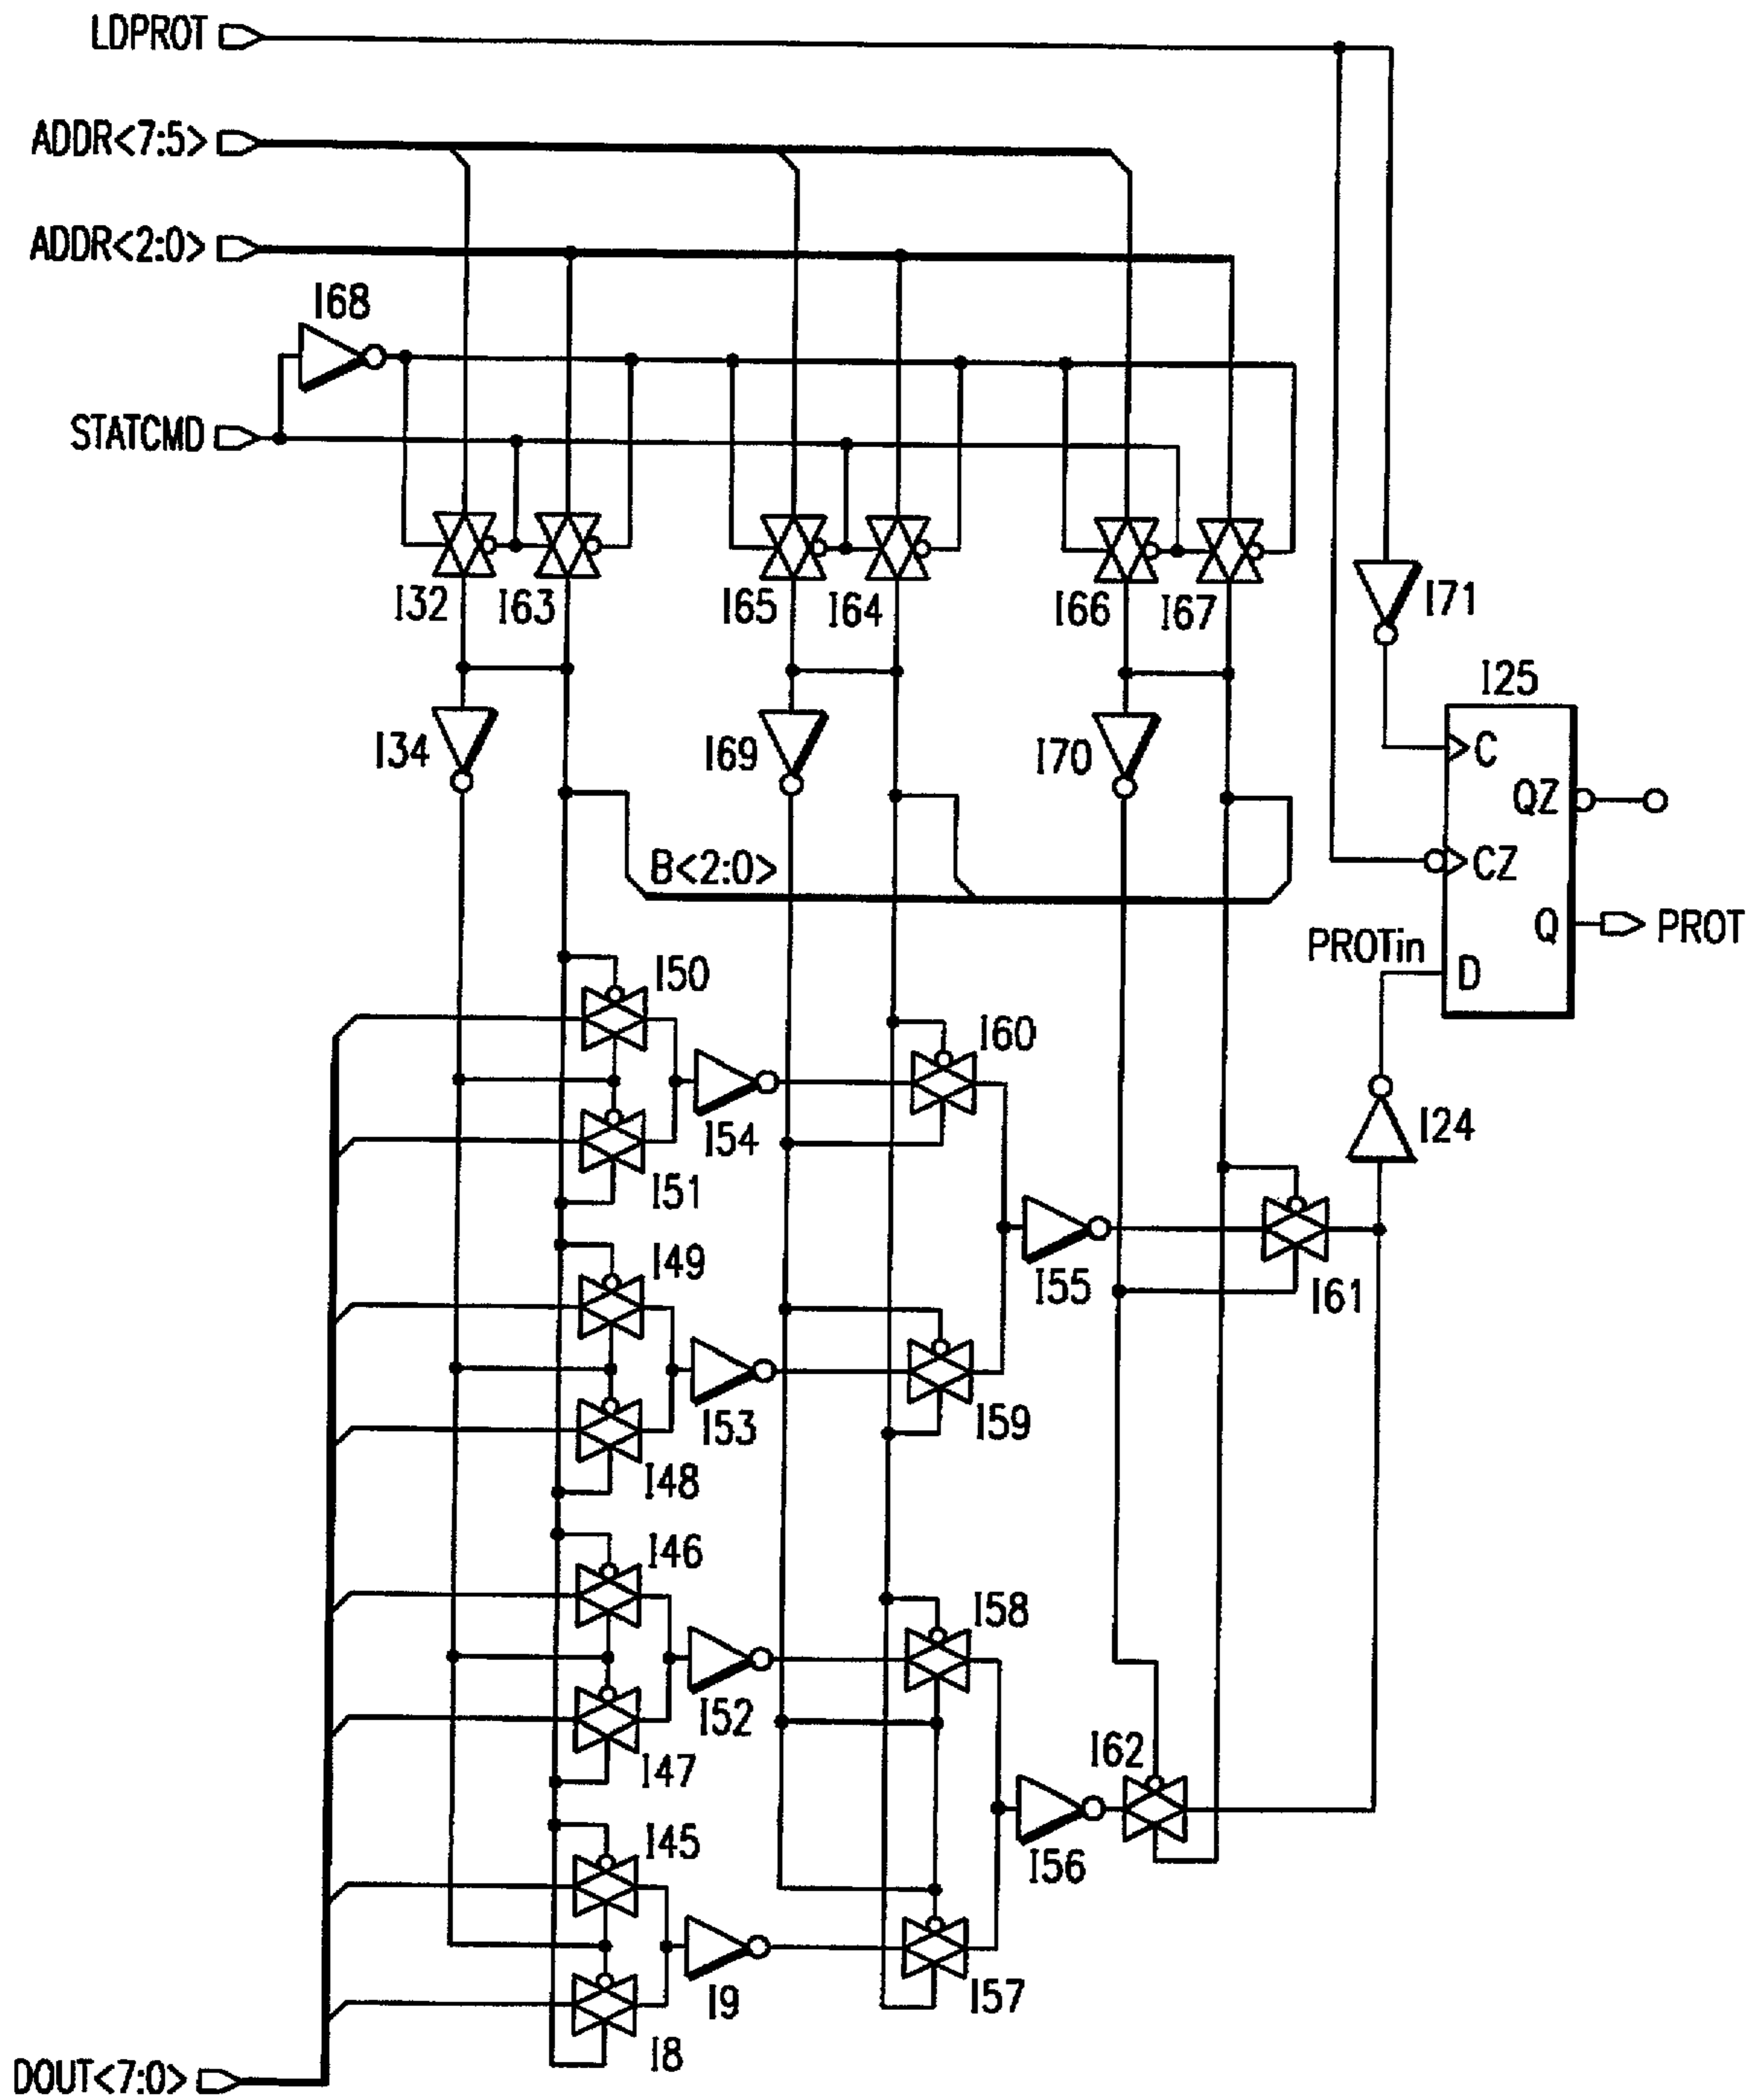 LDPROT
ADDR<7:5>
ADDR<2:0>
I68
STATCMD
I32
I63
I65
I64
I66
I67
I71
I25
I34
I69
I70
C
QZ
B<2:0>
CZ
Q
PROT
PROTin
D
I50
I60
I54
I24
I51
I49
I55
I61
I53
I59
I48
I46
I58
I52
I62
I47
I45
I56
I9
I57
I8
DOUT<7:0>